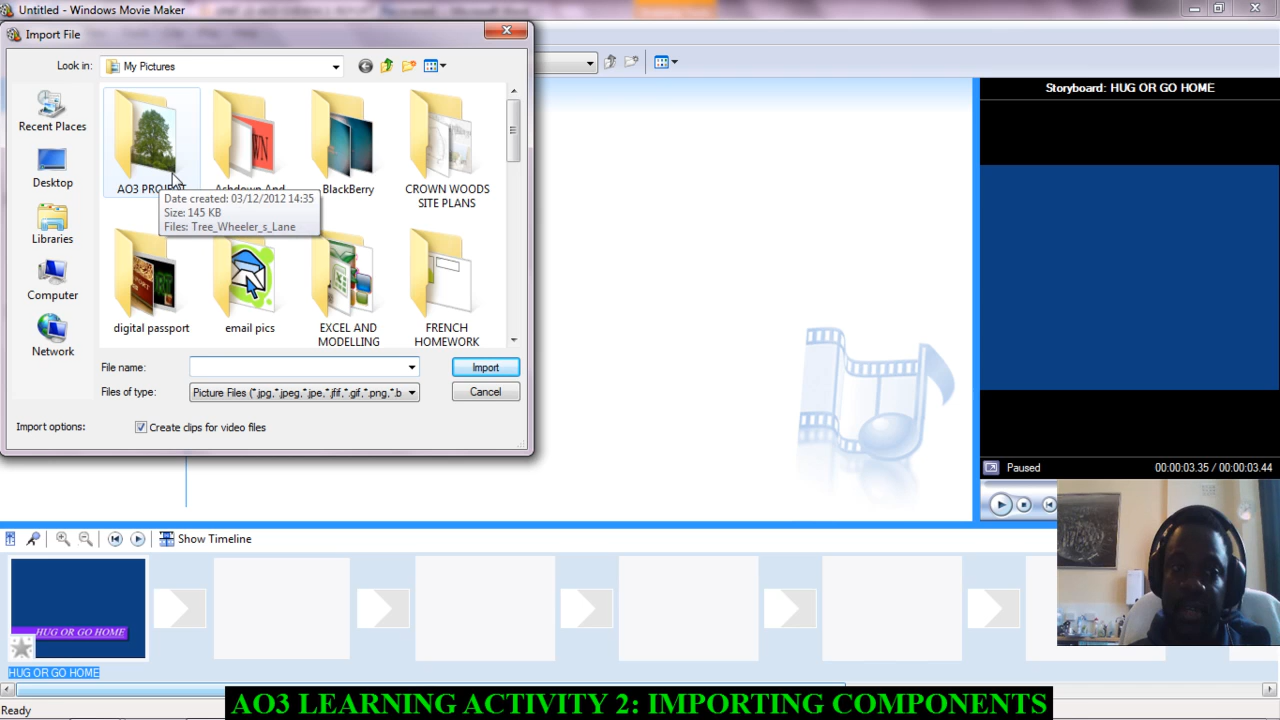 Untitled - Windows Movie Maker
Import File
Look in:
My Pictures
Storyboard: HUG OR GO HOME
Recent Places
Desktop
Libraries
Computer
Network
AO3 PROJECT
Ashdown And
BlackBerry
CROWN WOODS
SITE PLANS
Date created: 03/12/2012 14:35
Size: 145 KB
Files: Tree_Wheeler_s_Lane
digital passport
email pics
EXCEL AND
MODELLING
FRENCH
HOMEWORK
File name:
Import
Files of type:
Picture Files (*.jpg,*.jpeg,*.jpe,*.jfif,*.gif,*.png,*.b
Cancel
Import options:
Create clips for video files
Paused
00:00:03.35 / 00:00:03.44
Show Timeline
HUG OR GO HOME
HUG OR GO HOME
Ready
AO3 LEARNING ACTIVITY 2: IMPORTING COMPONENTS